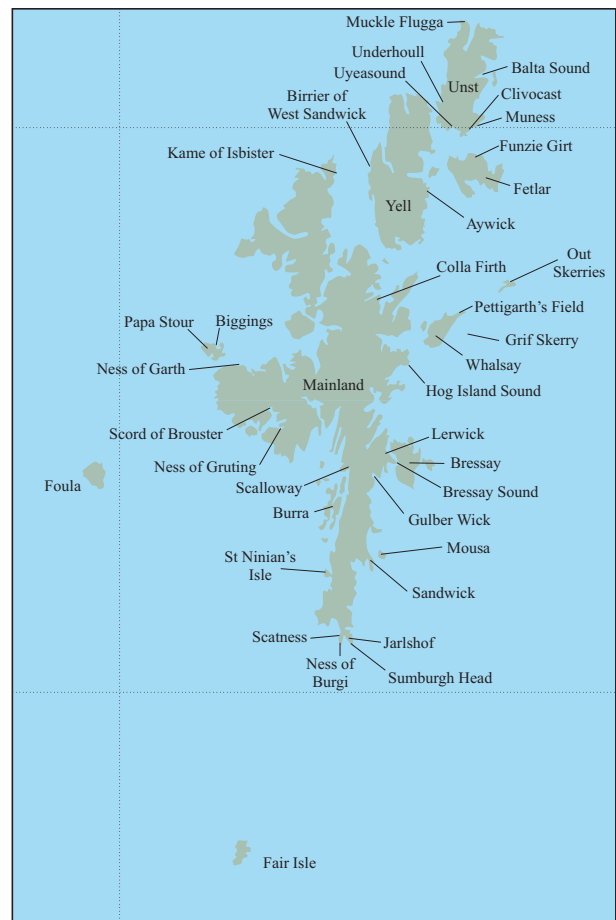 Muckle Flugga
Underhoull
Uyeasound
Unst
Balta Sound
Clivocast
Birrier of
West Sandwick
Muness
Funzie Girt
Kame of Isbister
Fetlar
Yell
Aywick
Out
Skerries
Colla Firth
Pettigarth's Field
Papa Stour
Biggings
Grif Skerry
Whalsay
Ness of Garth
Mainland
Hog Island Sound
Scord of Brouster
Lerwick
Ness of Gruting
Bressay
Foula
Scalloway
Bressay Sound
Burra
Gulber Wick
Mousa
St Ninian's
Isle
Sandwick
Scatness
Jarlshof
Ness of
Burgi
Sumburgh Head
Fair Isle